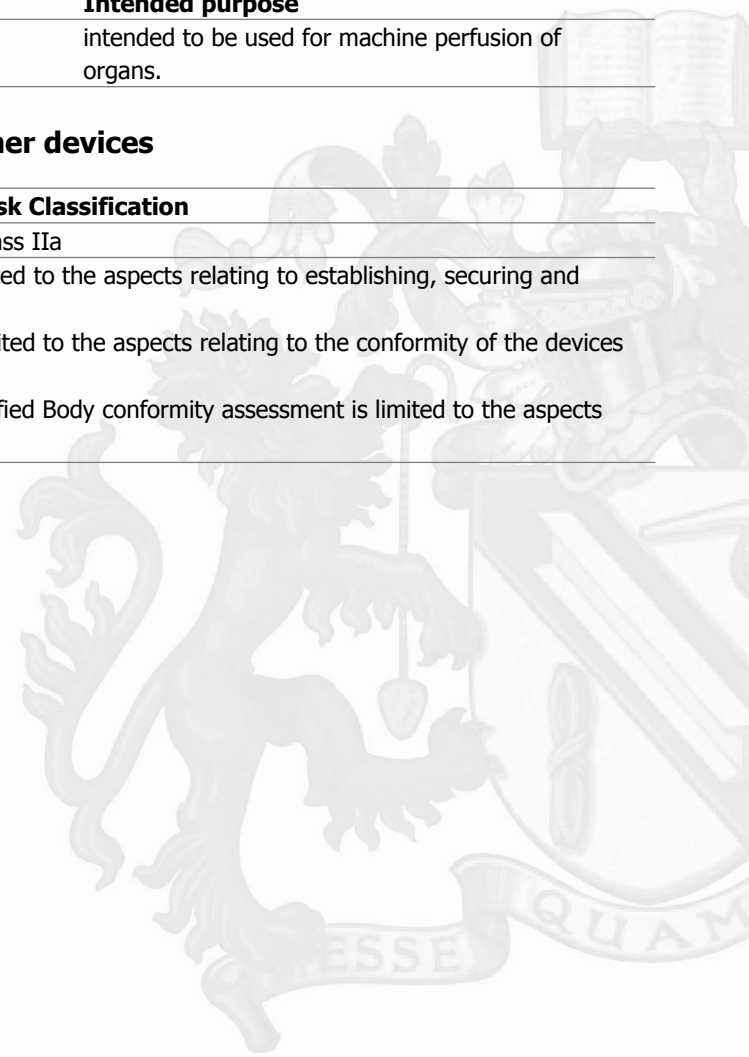 Intended purpose
intended to be used for machine perfusion of
organs.
ner devices
sk Classification
ass IIa
ed to the aspects relating to establishing, securing and
ited to the aspects relating to the conformity of the devices
fied Body conformity assessment is limited to the aspects
ESSE QUAM